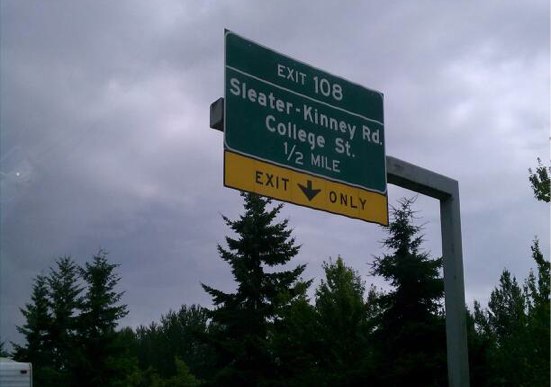 EXIT 108
Sleater-Kinney Rd.
College St.
1/2 MILE
EXIT ONLY